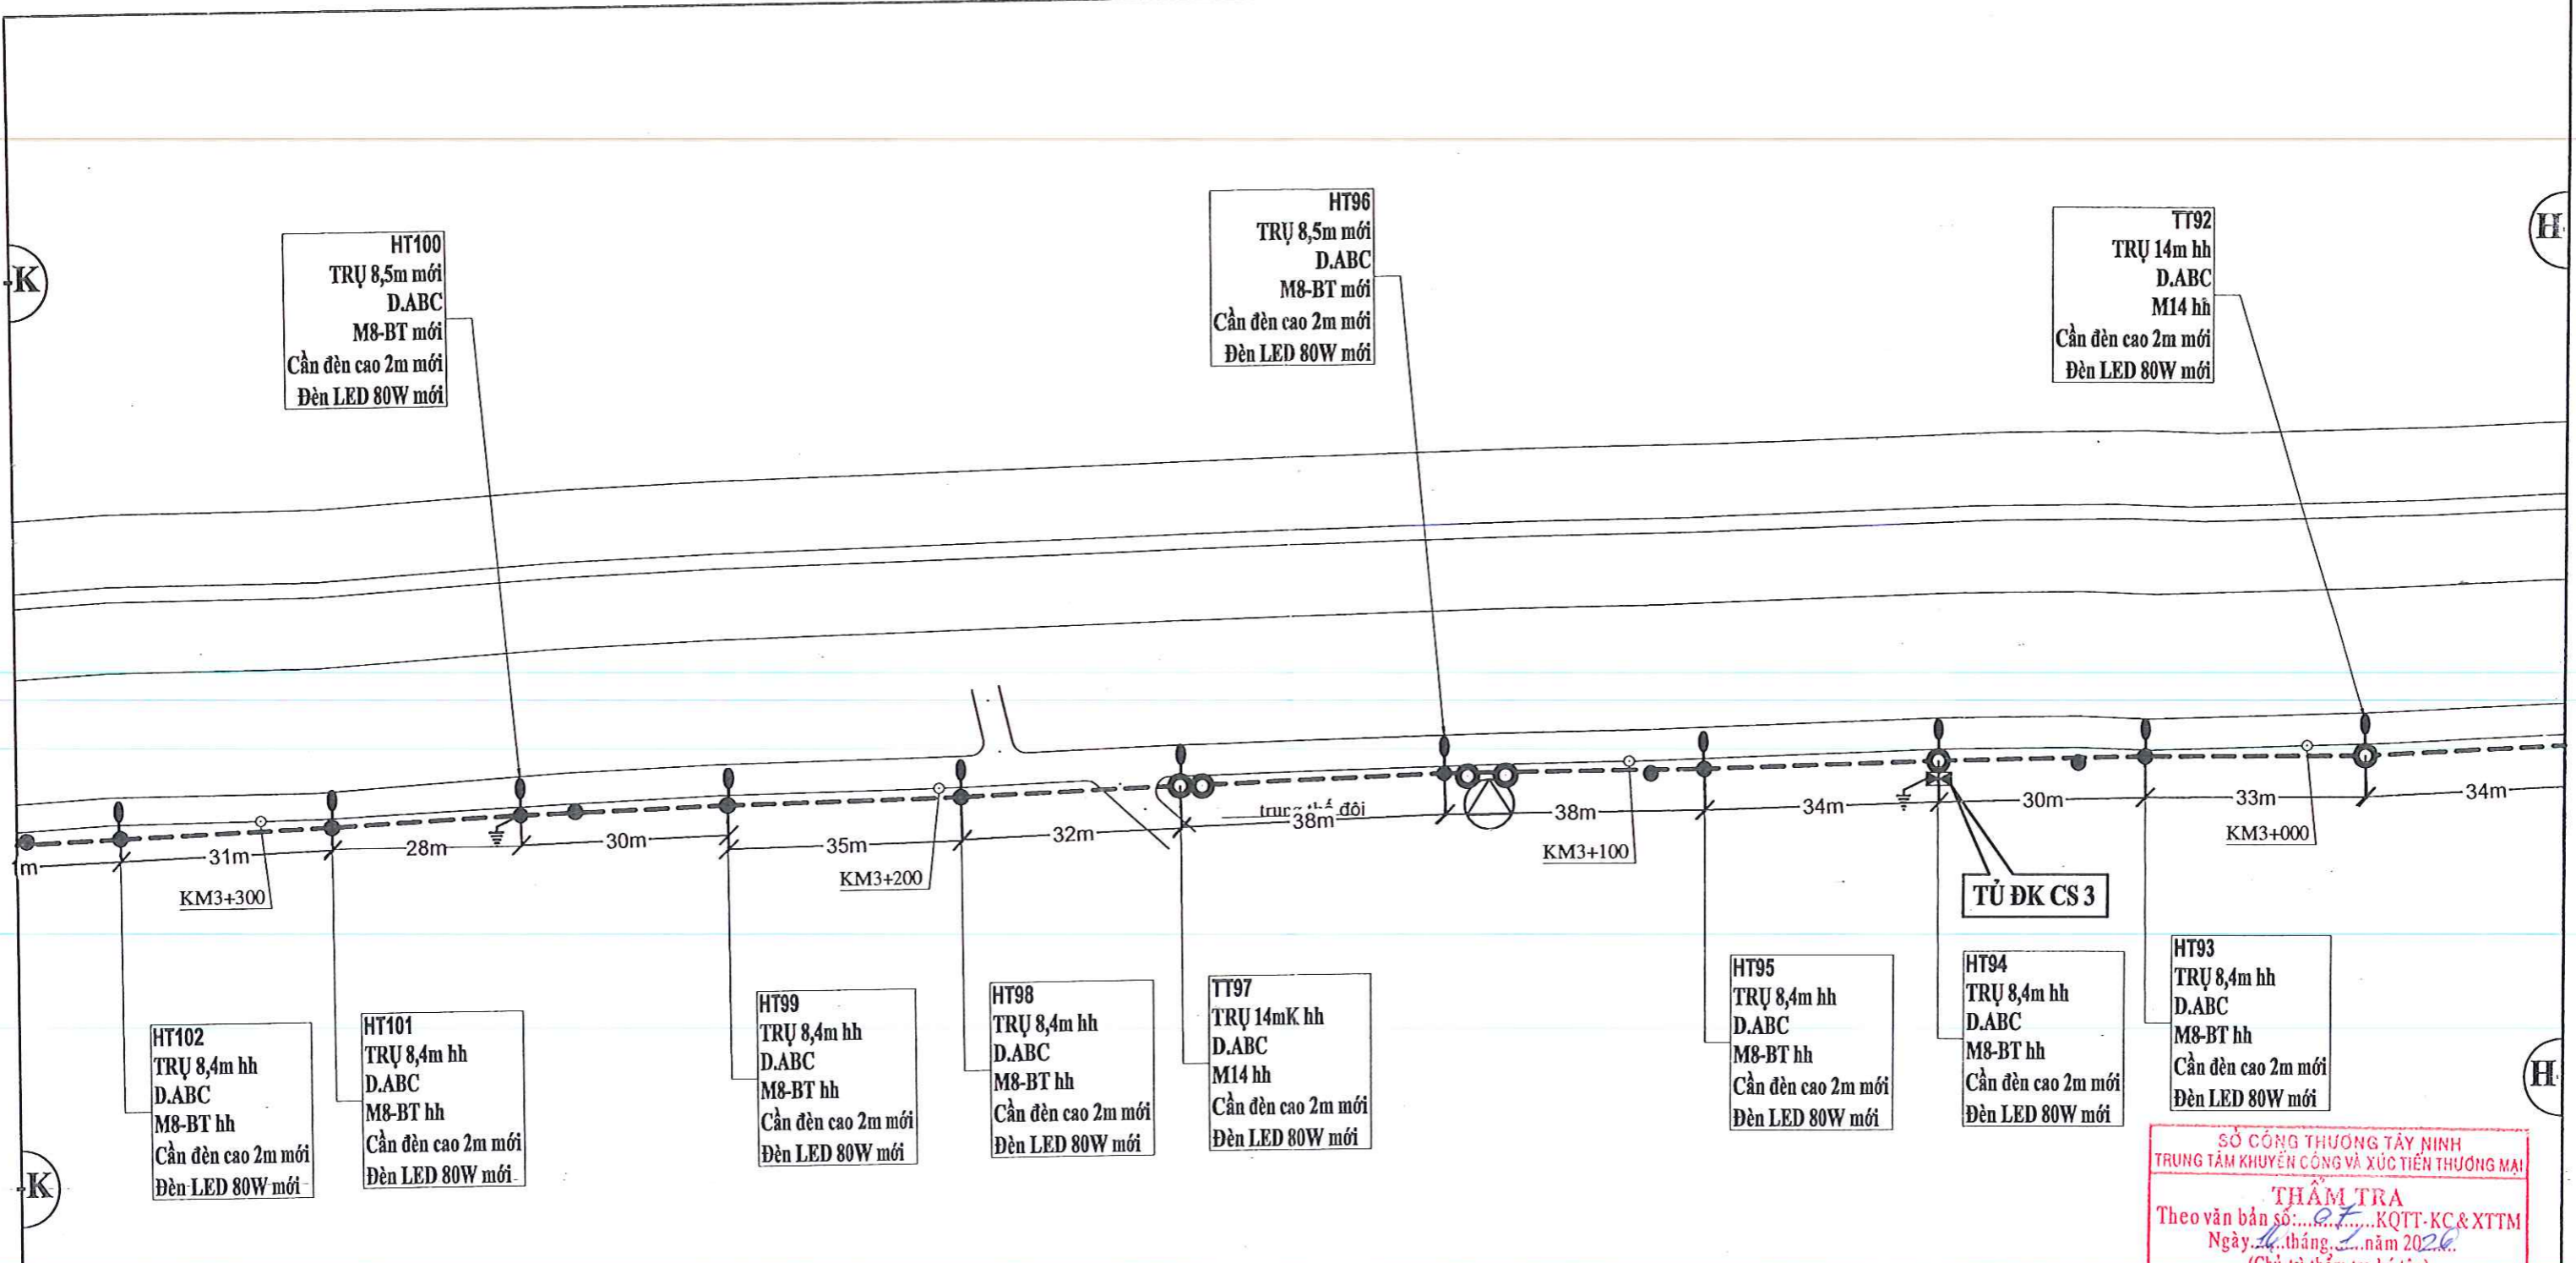 HT100
TRỤ 8,5m mới
D.ABC
M8-BT mới
Cần đèn cao 2m mới
Đèn LED 80W mới
HT96
TRỤ 8,5m mới
D.ABC
M8-BT mới
Cần đèn cao 2m mới
Đèn LED 80W mới
TT92
TRỤ 14m hh
D.ABC
M14 hh
Cần đèn cao 2m mới
Đèn LED 80W mới
K
H
m
31m
28m
30m
35m
32m
trung thế đôi
38m
38m
34m
30m
33m
34m
KM3+300
KM3+200
KM3+100
KM3+000
TỦ ĐK CS 3
HT102
TRỤ 8,4m hh
D.ABC
M8-BT hh
Cần đèn cao 2m mới
Đèn LED 80W mới
HT101
TRỤ 8,4m hh
D.ABC
M8-BT hh
Cần đèn cao 2m mới
Đèn LED 80W mới
HT99
TRỤ 8,4m hh
D.ABC
M8-BT hh
Cần đèn cao 2m mới
Đèn LED 80W mới
HT98
TRỤ 8,4m hh
D.ABC
M8-BT hh
Cần đèn cao 2m mới
Đèn LED 80W mới
TT97
TRỤ 14mK hh
D.ABC
M14 hh
Cần đèn cao 2m mới
Đèn LED 80W mới
HT95
TRỤ 8,4m hh
D.ABC
M8-BT hh
Cần đèn cao 2m mới
Đèn LED 80W mới
HT94
TRỤ 8,4m hh
D.ABC
M8-BT hh
Cần đèn cao 2m mới
Đèn LED 80W mới
HT93
TRỤ 8,4m hh
D.ABC
M8-BT hh
Cần đèn cao 2m mới
Đèn LED 80W mới
K
H
SỞ CÔNG THƯƠNG TÂY NINH
TRUNG TÂM KHUYẾN CÔNG VÀ XÚC TIẾN THƯƠNG MẠI
THẨM TRA
Theo văn bản số:...07...KQTT-KC&XTTM
Ngày tháng 1 năm 2026